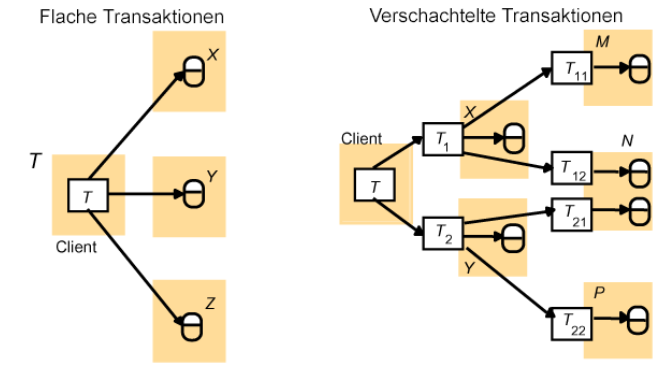 Flache Transaktionen
X
T
T
Y
Client
Z
Verschachtelte Transaktionen
M
T11
Client
X
T1
N
T12
T
T2
T21
Y
P
T22